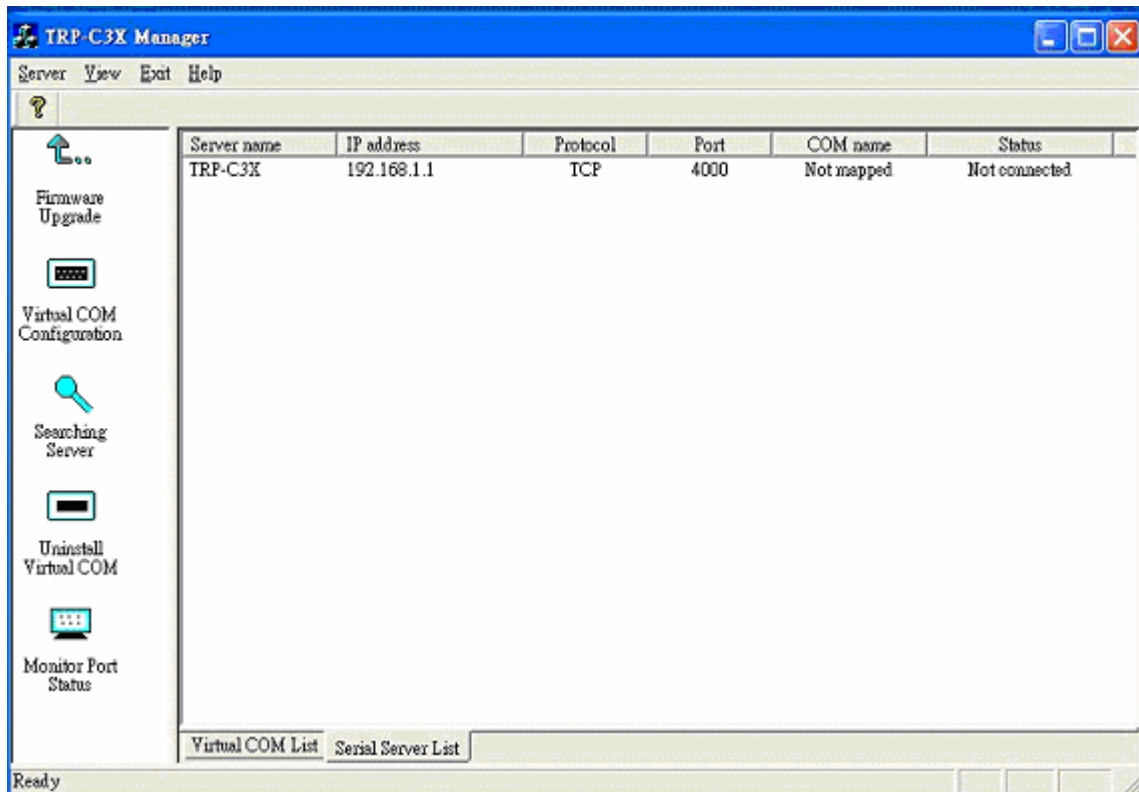 TRP-C3X Manager
Server View Exit Help
Firmware
Upgrade
Virtual COM
Configuration
Searching
Server
Uninstall
Virtual COM
Monitor Port
Status
Server name IP address Protocol Port COM name Status
TRP-C3X 192.168.1.1 TCP 4000 Not mapped Not connected
Virtual COM List Serial Server List
Ready